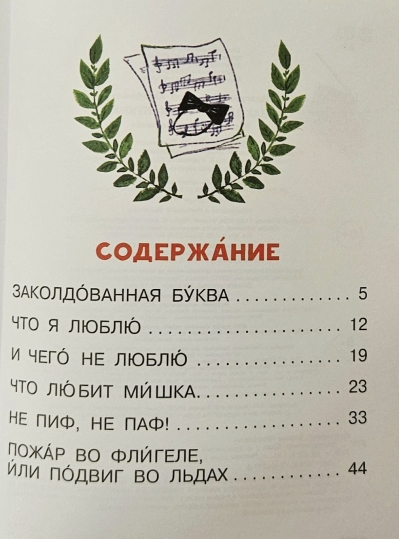 СОДЕРЖА́НИЕ
ЗАКОЛДО́ВАННАЯ БУ́КВА ............ 5
ЧТО Я ЛЮБЛЮ́ ..................... 12
И ЧЕГО́ НЕ ЛЮБЛЮ́ ................ 19
ЧТО ЛЮ́БИТ МИ́ШКА ................ 23
НЕ ПИФ, НЕ ПАФ! .................. 33
ПОЖА́Р ВО ФЛИ́ГЕЛЕ,
И́ЛИ ПО́ДВИГ ВО ЛЬДАХ ............ 44